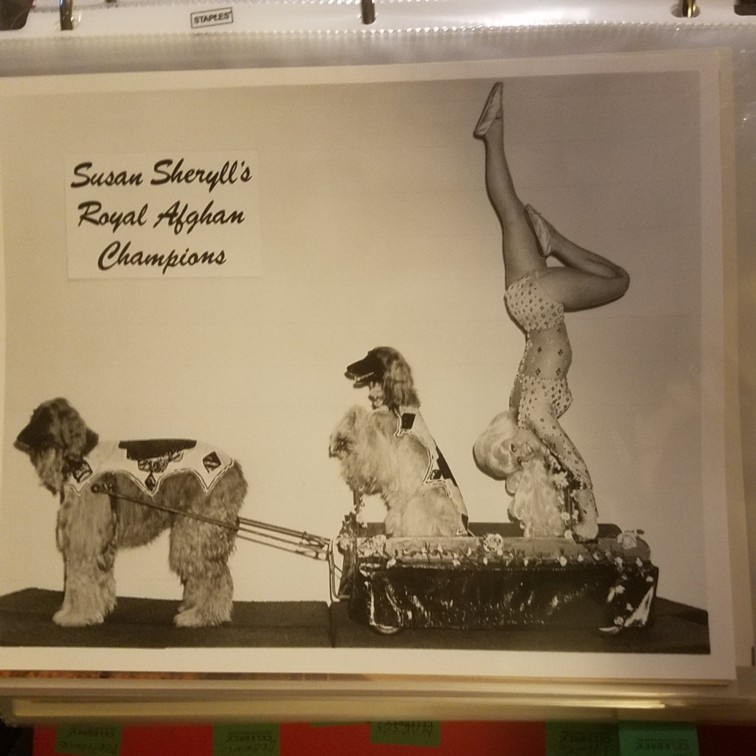 STAPLES
Susan Sheryll's
Royal Afghan
Champions